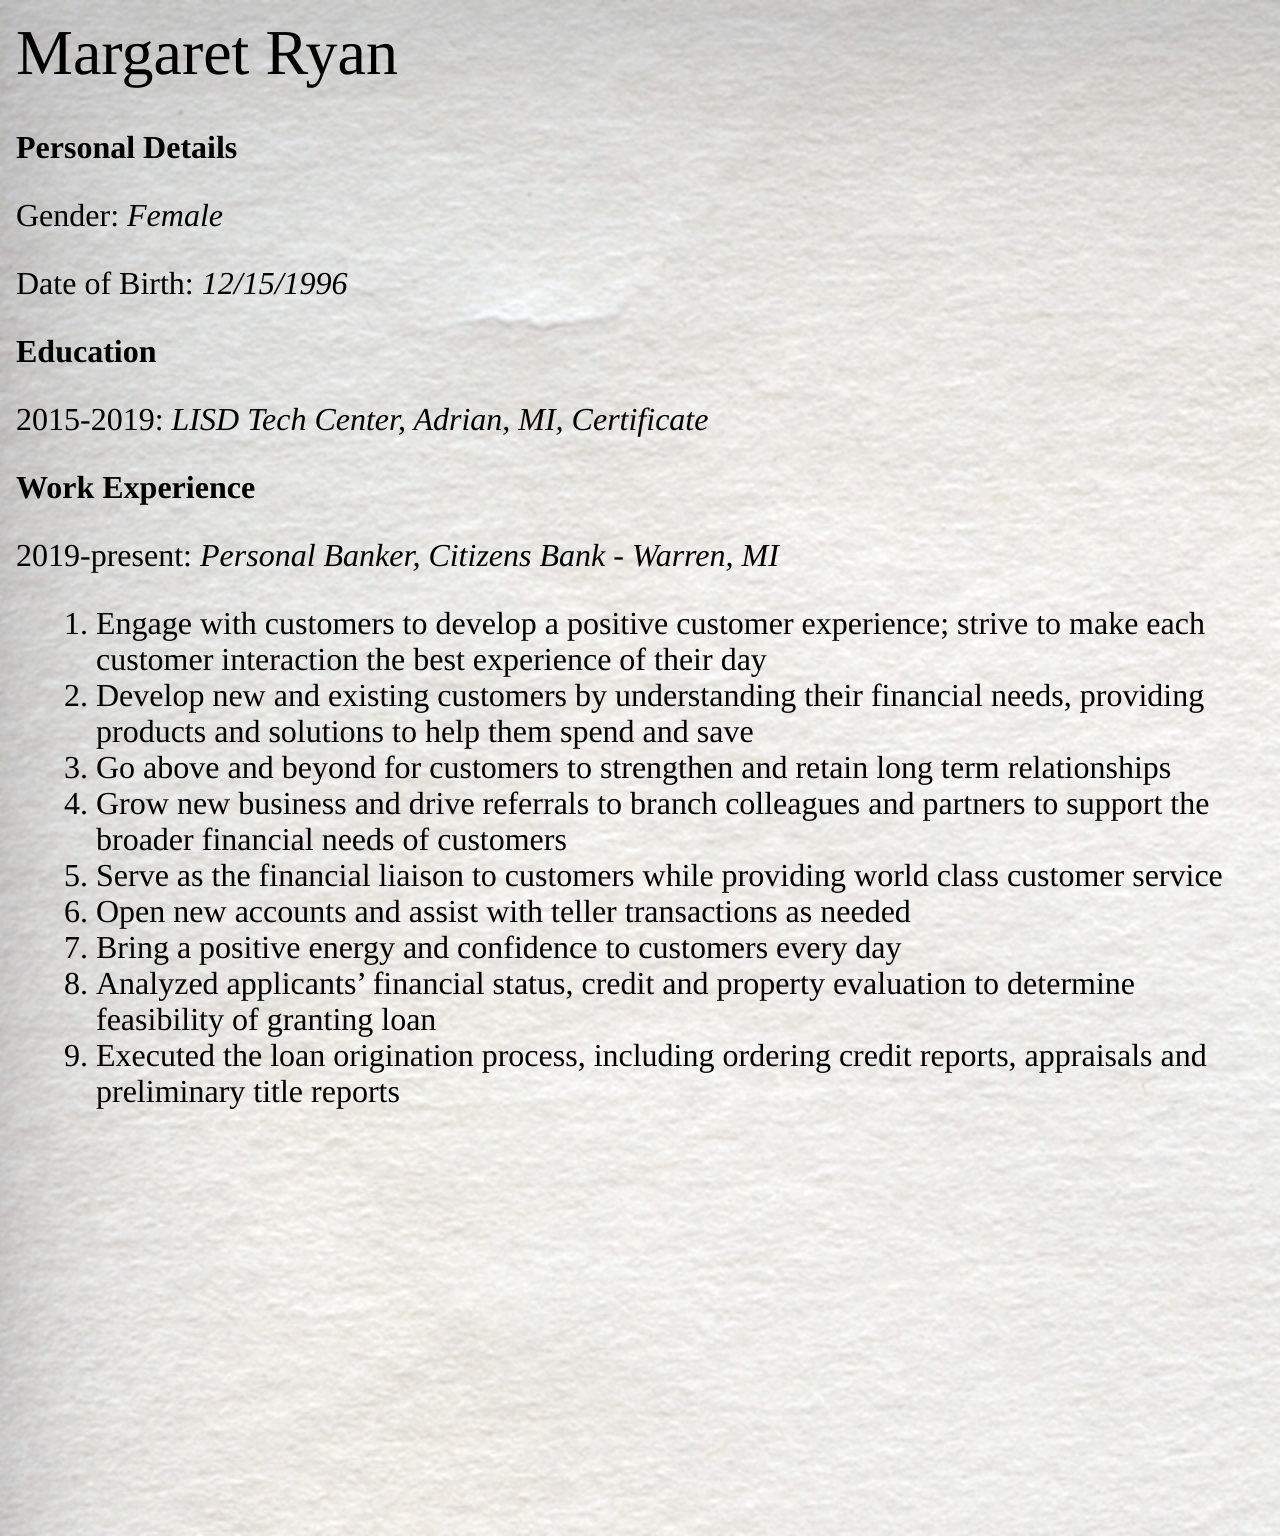 Margaret Ryan
Personal Details
Gender: Female
Date of Birth: 12/15/1996
Education
2015-2019: LISD Tech Center, Adrian, MI, Certificate
Work Experience
2019-present: Personal Banker, Citizens Bank - Warren, MI
1. Engage with customers to develop a positive customer experience; strive to make each
customer interaction the best experience of their day
2. Develop new and existing customers by understanding their financial needs, providing
products and solutions to help them spend and save
3. Go above and beyond for customers to strengthen and retain long term relationships
4. Grow new business and drive referrals to branch colleagues and partners to support the
broader financial needs of customers
5. Serve as the financial liaison to customers while providing world class customer service
6. Open new accounts and assist with teller transactions as needed
7. Bring a positive energy and confidence to customers every day
8. Analyzed applicants’ financial status, credit and property evaluation to determine
feasibility of granting loan
9. Executed the loan origination process, including ordering credit reports, appraisals and
preliminary title reports